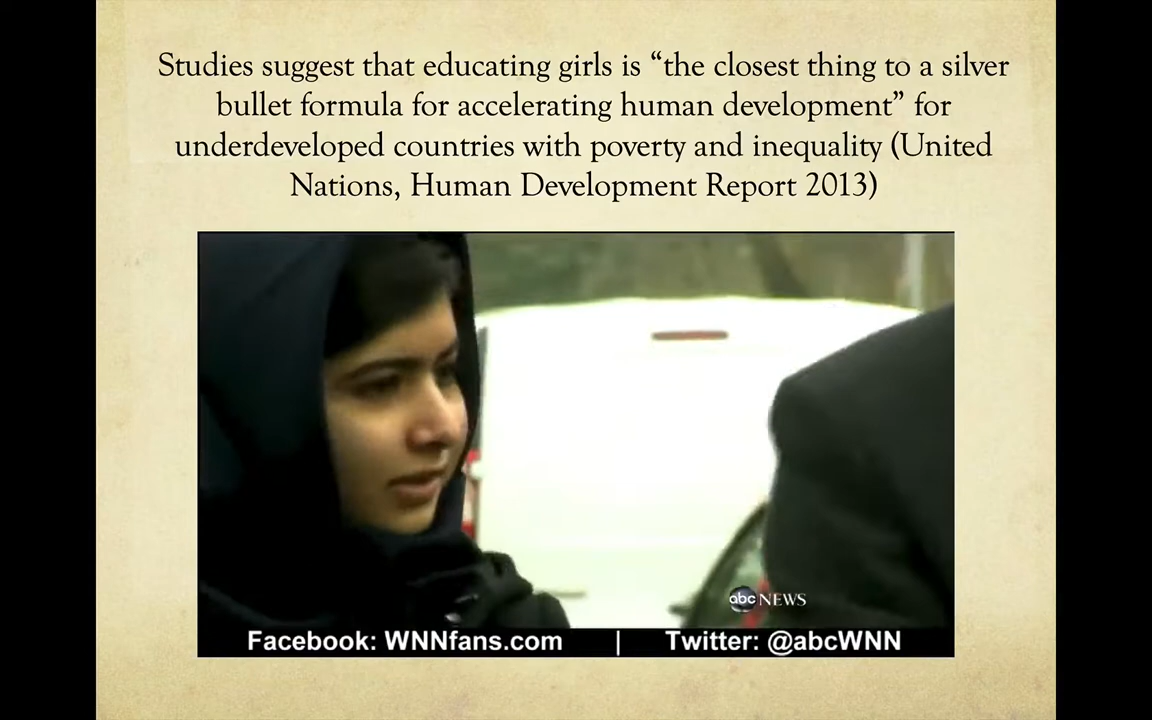 Studies suggest that educating girls is “the closest thing to a silver
bullet formula for accelerating human development” for
underdeveloped countries with poverty and inequality (United
Nations, Human Development Report 2013)
abc NEWS
Facebook: WNNfans.com | Twitter: @abcWNN